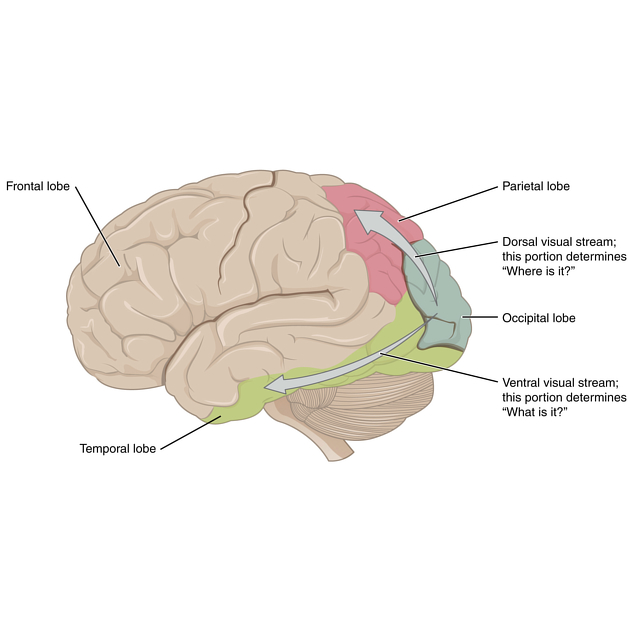 Frontal lobe
Parietal lobe
Dorsal visual stream;
this portion determines
“Where is it?”
Occipital lobe
Ventral visual stream;
this portion determines
“What is it?”
Temporal lobe